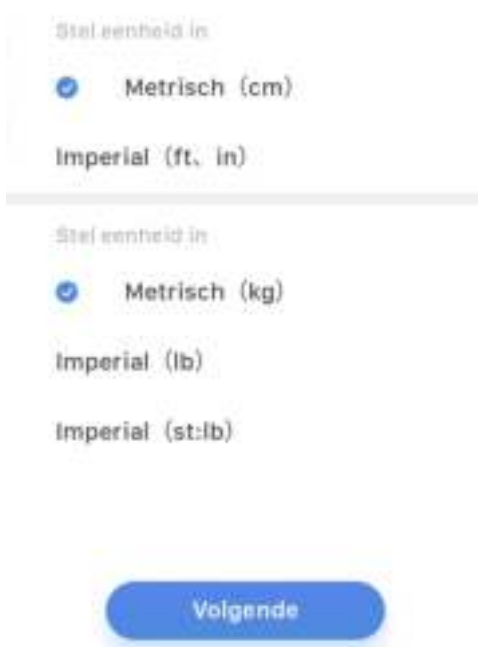 Stel eenheid in
Metrisch（cm）
Imperial（ft、in）
Stel eenheid in
Metrisch（kg）
Imperial（lb）
Imperial（st:lb）
Volgende